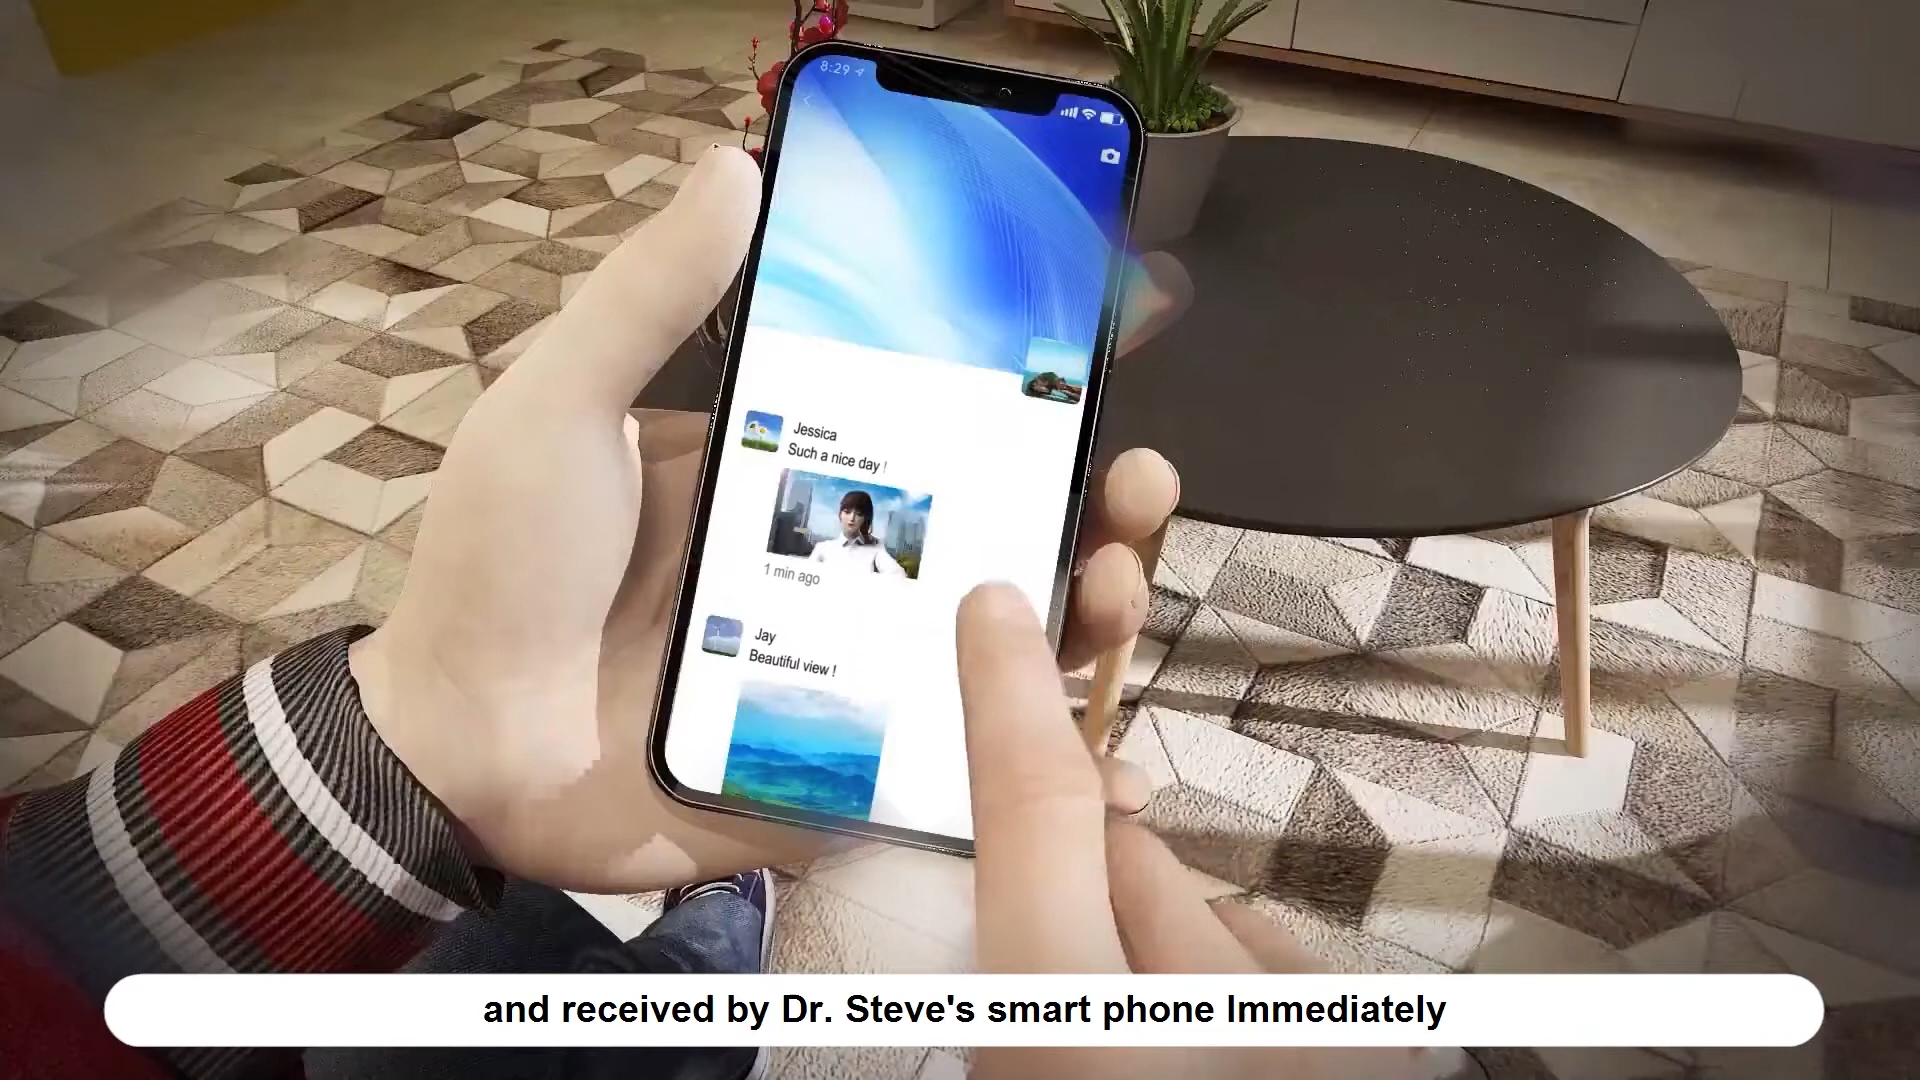 8:29
Jessica
Such a nice day !
1 min ago
Jay
Beautiful view !
and received by Dr. Steve's smart phone Immediately